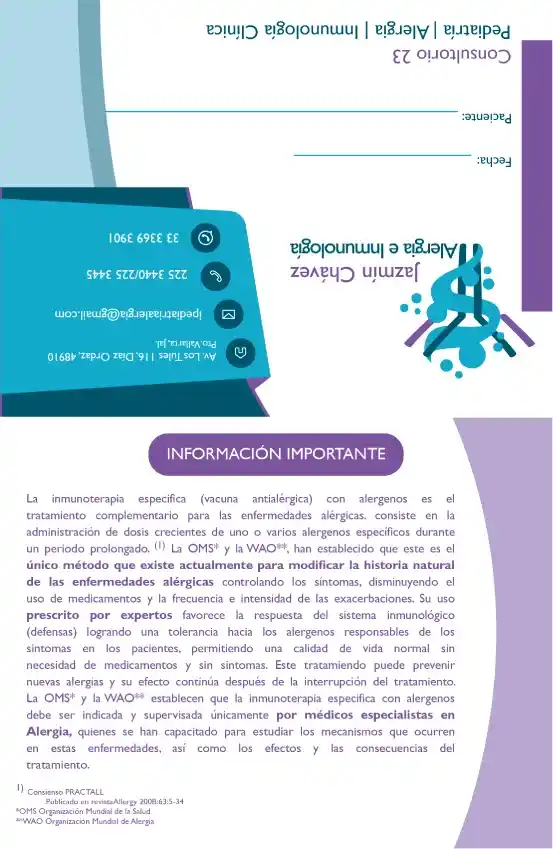 Jazmín Chávez
Alergia e Inmunología
Fecha:
Paciente:
Consultorio 23
Pediatría | Alergia | Inmunología Clínica
Av. Los Tules 116, Díaz Ordaz, 48910
Pto.Vallarta, Jal.
lpediatriaalergia@gmail.com
225 3440/225 3445
33 3369 3901
INFORMACIÓN IMPORTANTE
La inmunoterapia especifica (vacuna antialérgica) con alergenos es el
tratamiento complementario para las enfermedades alérgicas. consiste en la
administración de dosis crecientes de uno o varios alergenos específicos durante
un periodo prolongado. (1) La OMS* y la WAO**, han establecido que este es el
único método que existe actualmente para modificar la historia natural
de las enfermedades alérgicas controlando los síntomas, disminuyendo el
uso de medicamentos y la frecuencia e intensidad de las exacerbaciones. Su uso
prescrito por expertos favorece la respuesta del sistema inmunológico
(defensas) logrando una tolerancia hacia los alergenos responsables de los
sintomas en los pacientes, permitiendo una calidad de vida normal sin
necesidad de medicamentos y sin sintomas. Este tratamiendo puede prevenir
nuevas alergias y su efecto continúa después de la interrupción del tratamiento.
La OMS* y la WAO** establecen que la inmunoterapia especifica con alergenos
debe ser indicada y supervisada únicamente por médicos especialistas en
Alergia, quienes se han capacitado para estudiar los mecanismos que ocurren
en estas enfermedades, así como los efectos y las consecuencias del
tratamiento.
1) Consienso PRACTALL
Publicado en revistaAllergy 2008:63:5-34
*OMS Organización Mundial de la Salud
**WAO Organización Mundial de Alergia